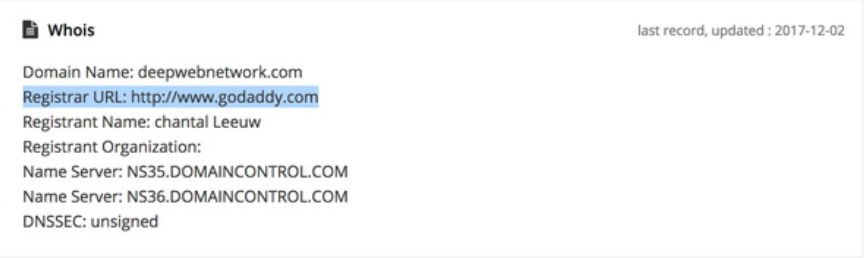 Whois
last record, updated : 2017-12-02
Domain Name: deepwebnetwork.com
Registrar URL: http://www.godaddy.com
Registrant Name: chantal Leeuw
Registrant Organization:
Name Server: NS35.DOMAINCONTROL.COM
Name Server: NS36.DOMAINCONTROL.COM
DNSSEC: unsigned